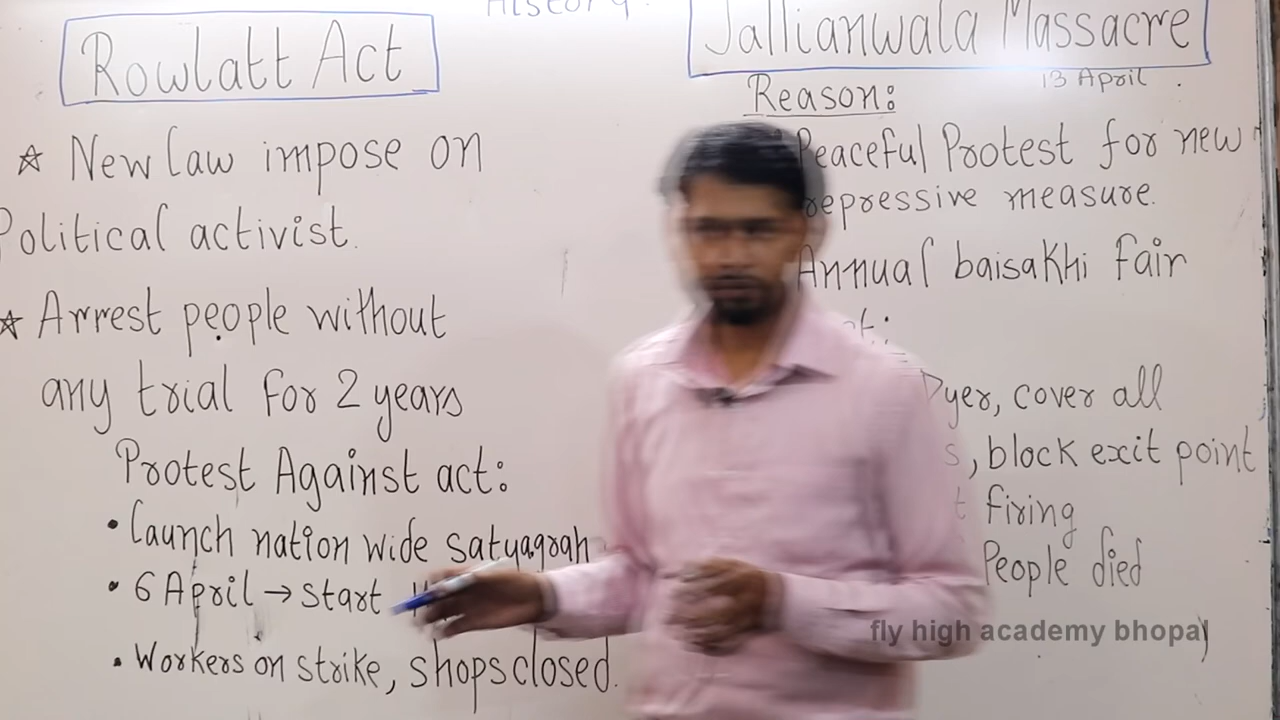 History
Rowlatt Act
☆ New law impose on
Political activist.
☆ Arrest people without
any trial for 2 years
Protest Against act:
• launch nation wide satyagrah
• 6 April → start
• Workers on strike, shops closed.
Jallianwala Massacre
13 April
Reason:
Peaceful Protest for new
repressive measure.
Annual baisakhi fair
Dyer, cover all
, block exit point
firing
People died
fly high academy bhopal